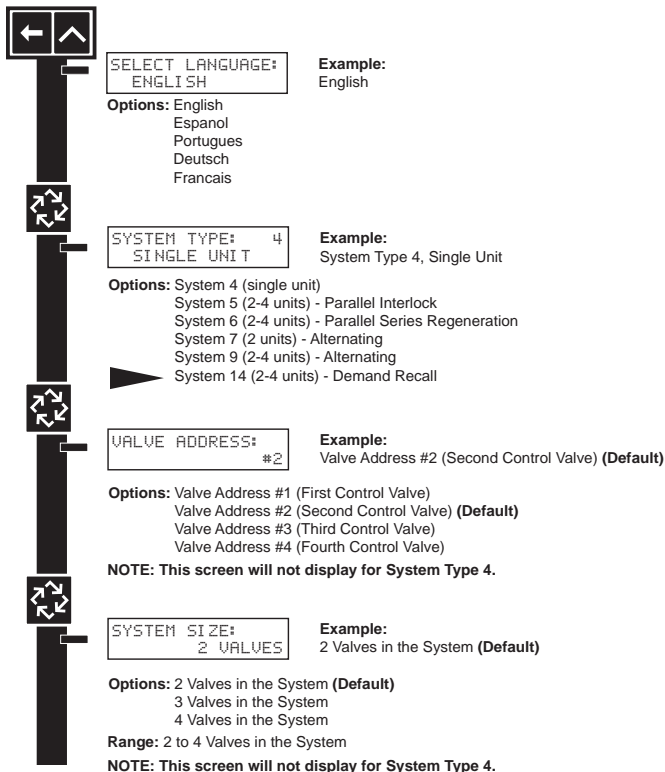 SELECT LANGUAGE:
ENGLISH
Example:
English
Options: English
Espanol
Portugues
Deutsch
Francais
SYSTEM TYPE: 4
SINGLE UNIT
Example:
System Type 4, Single Unit
Options: System 4 (single unit)
System 5 (2-4 units) - Parallel Interlock
System 6 (2-4 units) - Parallel Series Regeneration
System 7 (2 units) - Alternating
System 9 (2-4 units) - Alternating
System 14 (2-4 units) - Demand Recall
VALVE ADDRESS:
#2
Example:
Valve Address #2 (Second Control Valve) (Default)
Options: Valve Address #1 (First Control Valve)
Valve Address #2 (Second Control Valve) (Default)
Valve Address #3 (Third Control Valve)
Valve Address #4 (Fourth Control Valve)
NOTE: This screen will not display for System Type 4.
SYSTEM SIZE:
2 VALVES
Example:
2 Valves in the System (Default)
Options: 2 Valves in the System (Default)
3 Valves in the System
4 Valves in the System
Range: 2 to 4 Valves in the System
NOTE: This screen will not display for System Type 4.